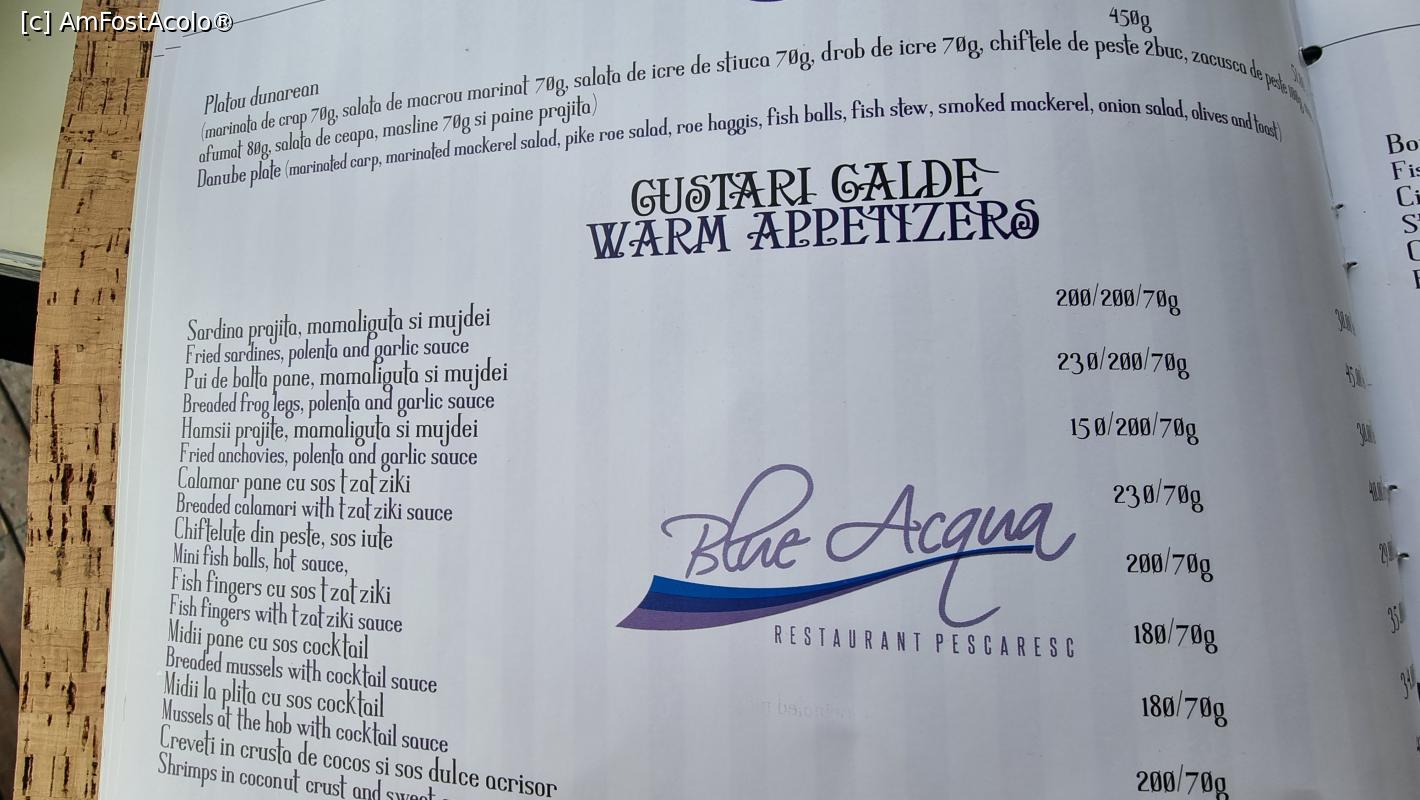 [c] AmFostAcolo®
450g
Platou dunarean
(marinata de crap 70g, salata de macrou marinat 70g, salata de icre de stiuca 70g, drob de icre 70g, chiftele de peste 2buc, zacusca de peste
afumat 80g, salata de ceapa, masline 70g si paine prajita)
Danube plate (marinated carp, marinated mackerel salad, pike roe salad, roe haggis, fish balls, fish stew, smoked mackerel, onion salad, olives and toast)
GUSTARI CALDE
WARM APPETIZERS
Sardina prajita, mamaliguta si mujdei 200/200/70g
Fried sardines, polenta and garlic sauce
Pui de balta pane, mamaliguta si mujdei 230/200/70g
Breaded frog legs, polenta and garlic sauce
Hamsii prajite, mamaliguta si mujdei 150/200/70g
Fried anchovies, polenta and garlic sauce
Calamar pane cu sos tzatziki 230/70g
Breaded calamari with tzatziki sauce
Chiftelute din peste, sos iute 200/70g
Mini fish balls, hot sauce,
Fish fingers cu sos tzatziki 180/70g
Fish fingers with tzatziki sauce
Midii pane cu sos cocktail 180/70g
Breaded mussels with cocktail sauce
Midii la plita cu sos cocktail 200/70g
Mussels at the hob with cocktail sauce
Creveti in crusta de cocos si sos dulce acrisor
Shrimps in coconut crust and sweet
Blue Acqua
RESTAURANT PESCARESC